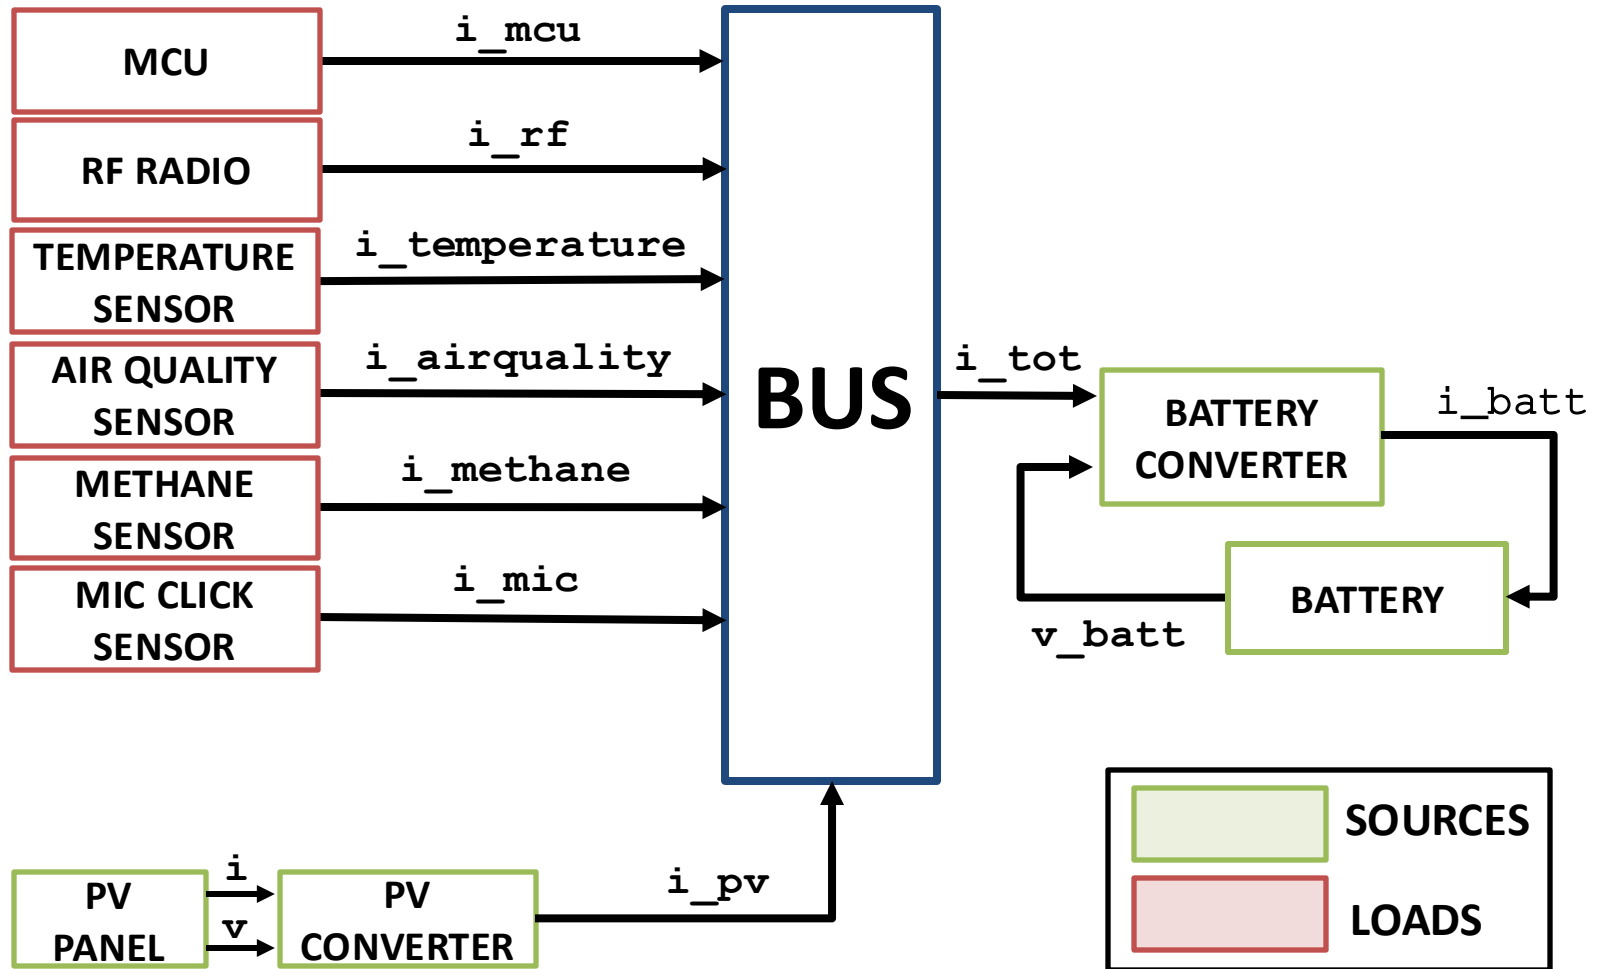 MCU
i_mcu
RF RADIO
i_rf
TEMPERATURE
SENSOR
i_temperature
AIR QUALITY
SENSOR
i_airquality
METHANE
SENSOR
i_methane
MIC CLICK
SENSOR
i_mic
BUS
i_tot
BATTERY
CONVERTER
i_batt
BATTERY
v_batt
PV
PANEL
i
v
PV
CONVERTER
i_pv
SOURCES
LOADS